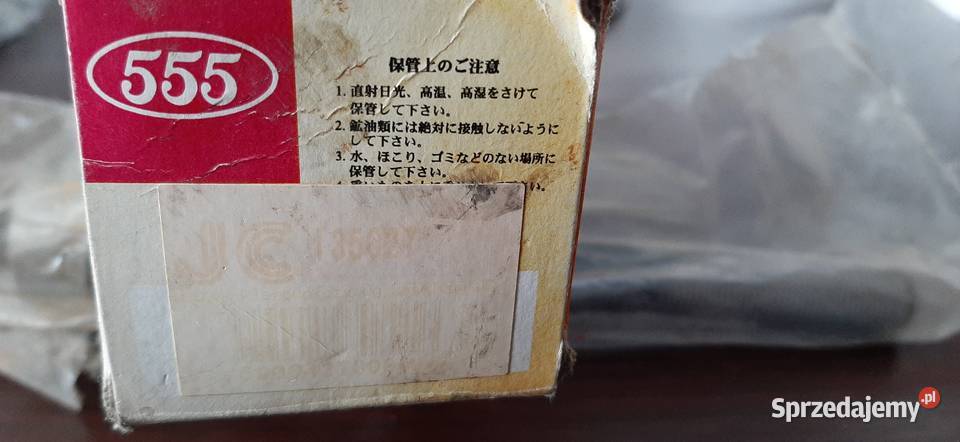 555
保管上のご注意
1. 直射日光、高温、高湿をさけて
保管して下さい。
2. 鉱油類には絶対に接触しないように
して下さい。
3. 水、ほこり、ゴミなどのない場所に
保管して下さい。
JC
Sprzedajemy.pl